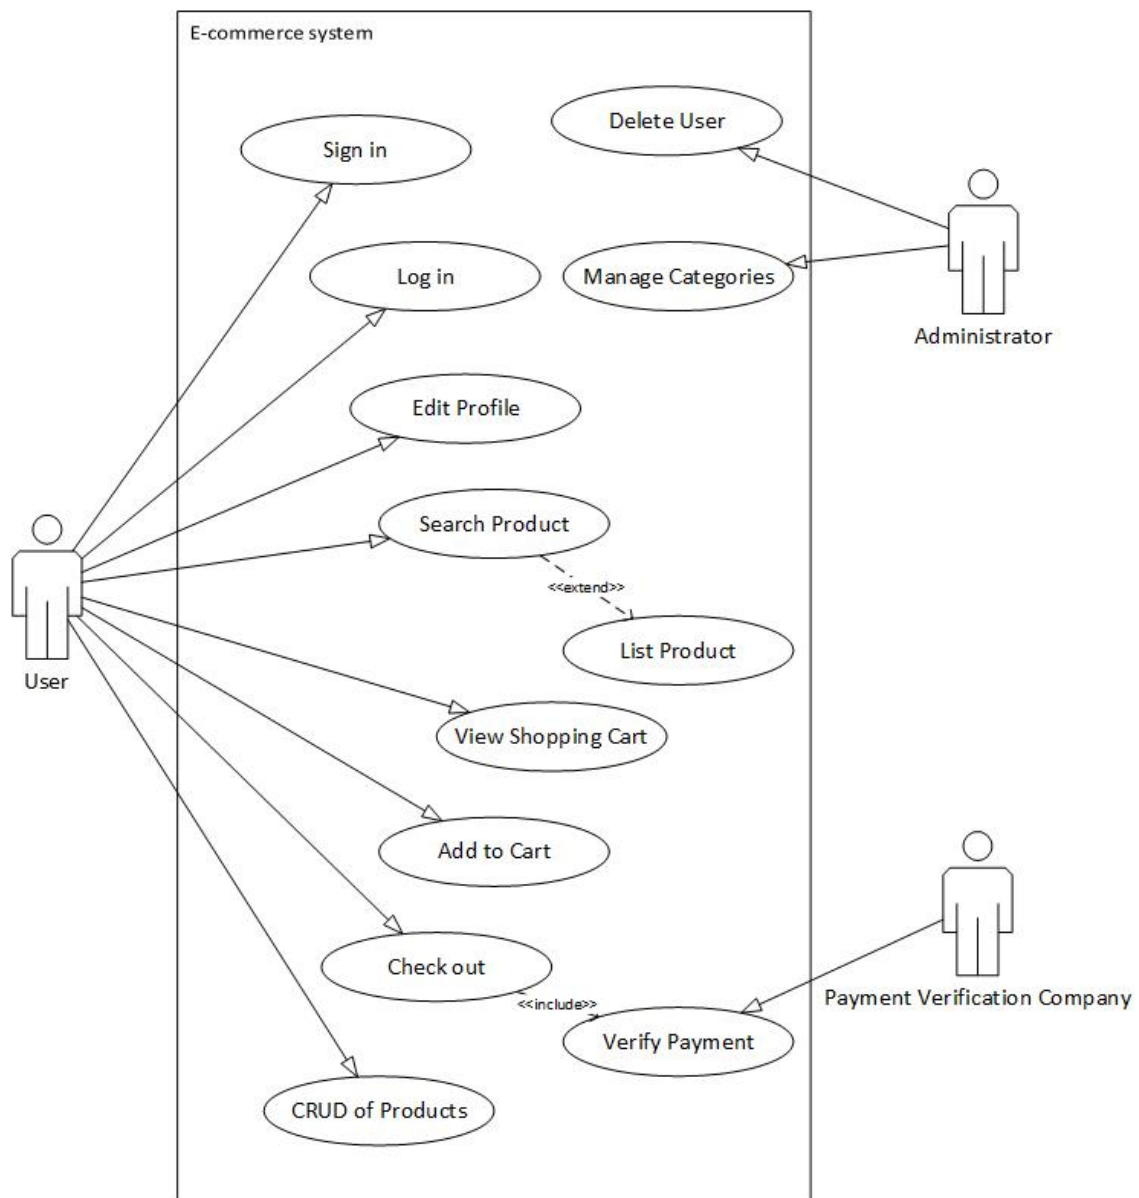 E-commerce system
Delete User
Sign in
Log in
Manage Categories
Administrator
Edit Profile
Search Product
<<extend>>
List Product
User
View Shopping Cart
Add to Cart
Check out
<<include>>
Payment Verification Company
Verify Payment
CRUD of Products